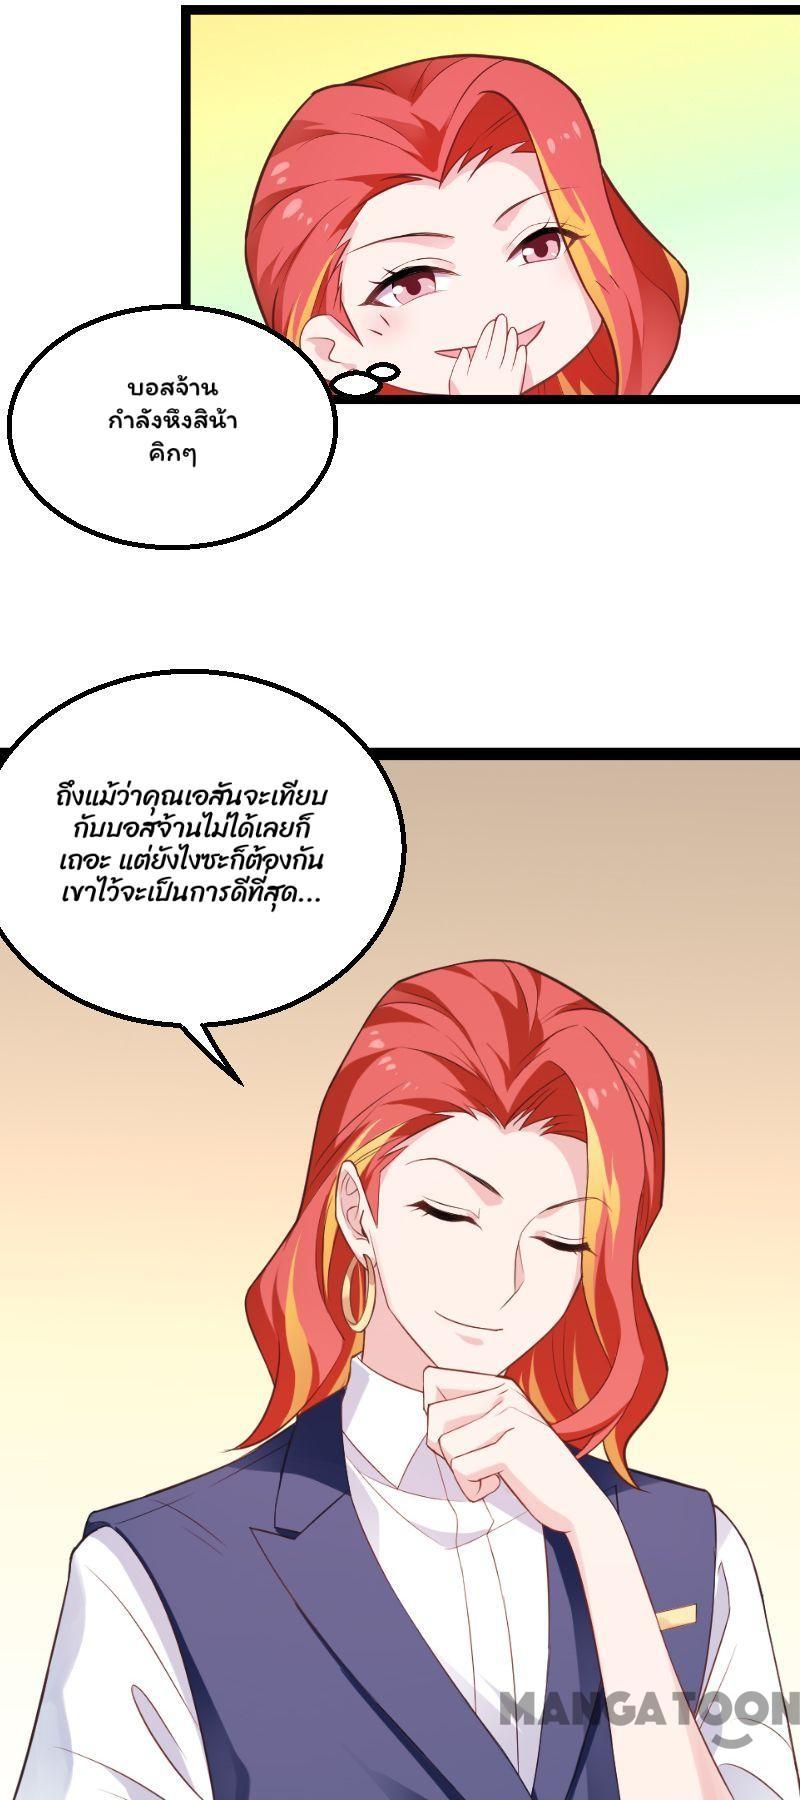 บอสจ้าน
กำลังหึงสิน้า
คิกๆ
ถึงแม้ว่าคุณเอสันจะเทียบ
กับบอสจ้านไม่ได้เลยก็
เถอะ แต่ยังไงซะก็ต้องกัน
เขาไว้จะเป็นการดีที่สุด...
MANGATOON